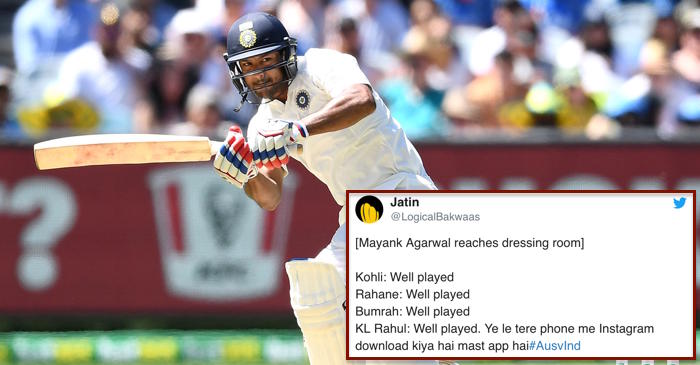 Jatin
@LogicalBakwaas
[Mayank Agarwal reaches dressing room]
Kohli: Well played
Rahane: Well played
Bumrah: Well played
KL Rahul: Well played. Ye le tere phone me Instagram
download kiya hai mast app hai#AusvInd
?
KFC